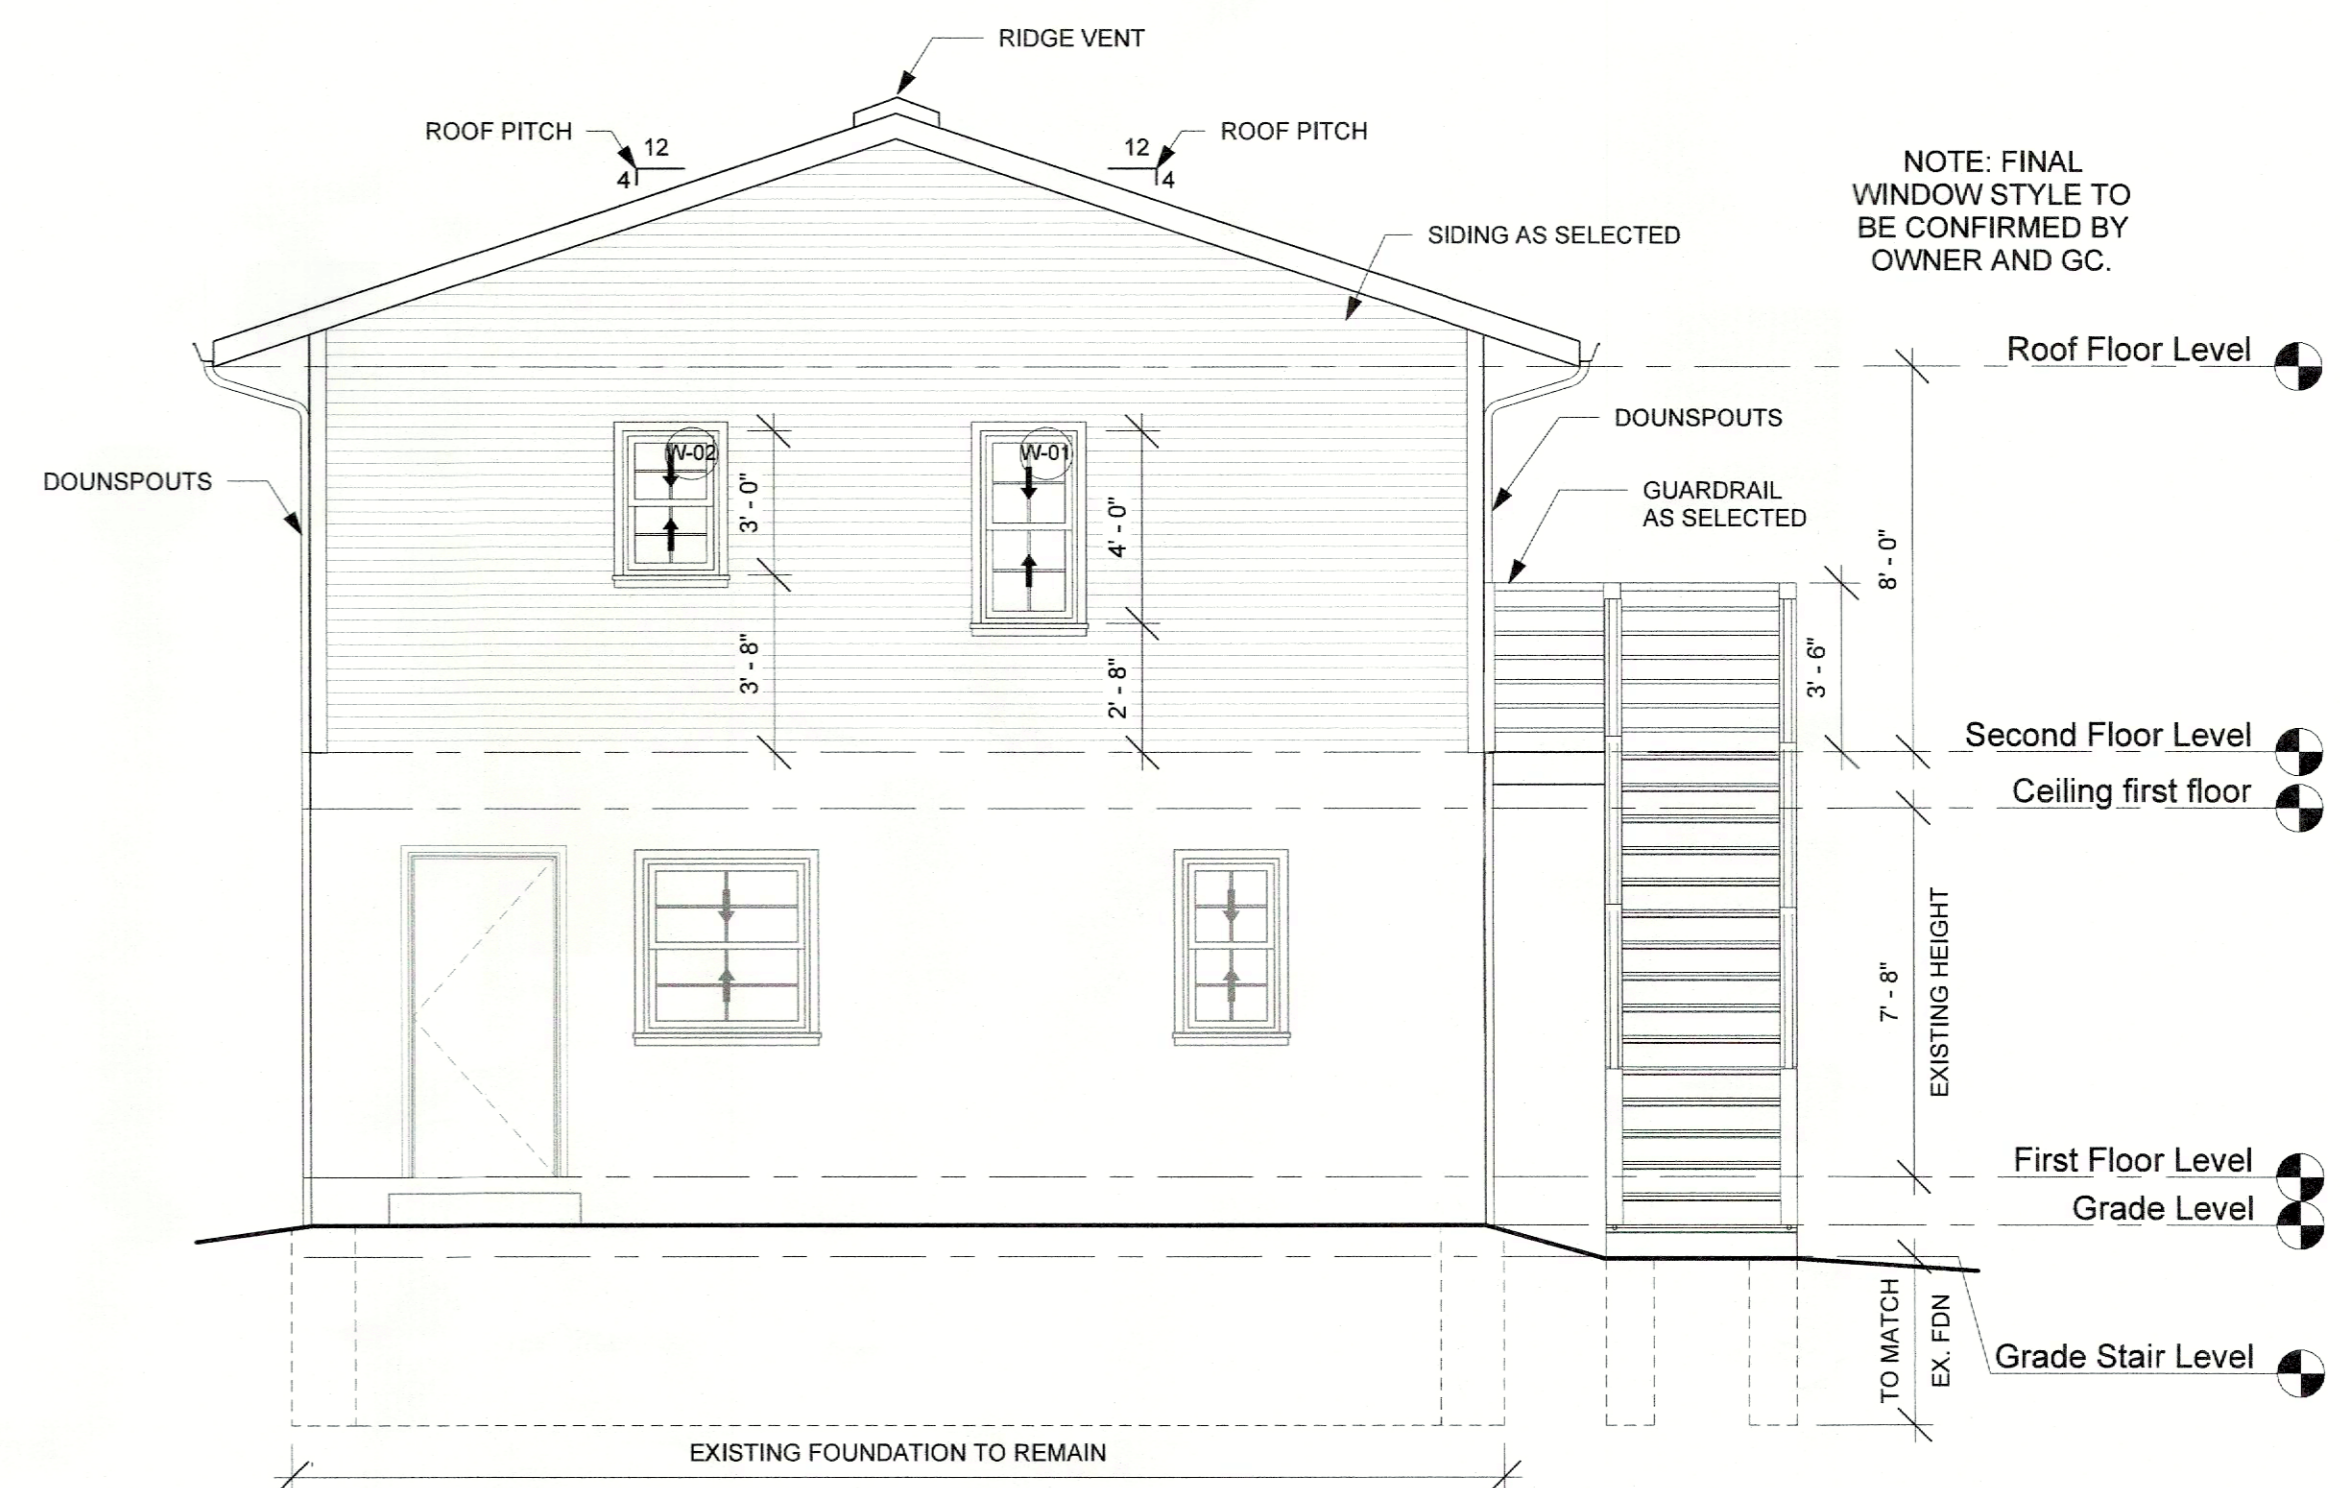 RIDGE VENT
ROOF PITCH
12
4
12
4
ROOF PITCH
NOTE: FINAL
WINDOW STYLE TO
BE CONFIRMED BY
OWNER AND GC.
SIDING AS SELECTED
Roof Floor Level
DOUNSPOUTS
DOUNSPOUTS
W-02
W-01
GUARDRAIL
AS SELECTED
3' - 0"
4' - 0"
8' - 0"
3' - 8"
2' - 8"
3' - 6"
Second Floor Level
Ceiling first floor
7' - 8"
EXISTING HEIGHT
First Floor Level
Grade Level
TO MATCH
EX. FDN
Grade Stair Level
EXISTING FOUNDATION TO REMAIN